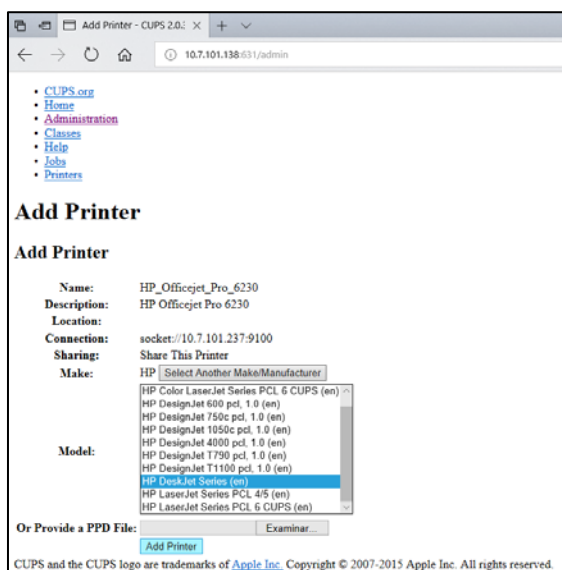 Add Printer - CUPS 2.0.
10.7.101.138:631/admin
CUPS.org
Home
Administration
Classes
Help
Jobs
Printers
Add Printer
Add Printer
Name: HP_Officejet_Pro_6230
Description: HP Officejet Pro 6230
Location:
Connection: socket://10.7.101.237:9100
Sharing: Share This Printer
Make: HP Select Another Make/Manufacturer
HP Color LaserJet Series PCL 6 CUPS (en)
HP DesignJet 600 pcl, 1.0 (en)
HP DesignJet 750c pcl, 1.0 (en)
HP DesignJet 1050c pcl, 1.0 (en)
HP DesignJet 4000 pcl, 1.0 (en)
HP DesignJet T790 pcl, 1.0 (en)
Model: HP DesignJet T1100 pcl, 1.0 (en)
HP DeskJet Series (en)
HP LaserJet Series PCL 4/5 (en)
HP LaserJet Series PCL 6 CUPS (en)
Or Provide a PPD File: Examinar...
Add Printer
CUPS and the CUPS logo are trademarks of Apple Inc. Copyright © 2007-2015 Apple Inc. All rights reserved.